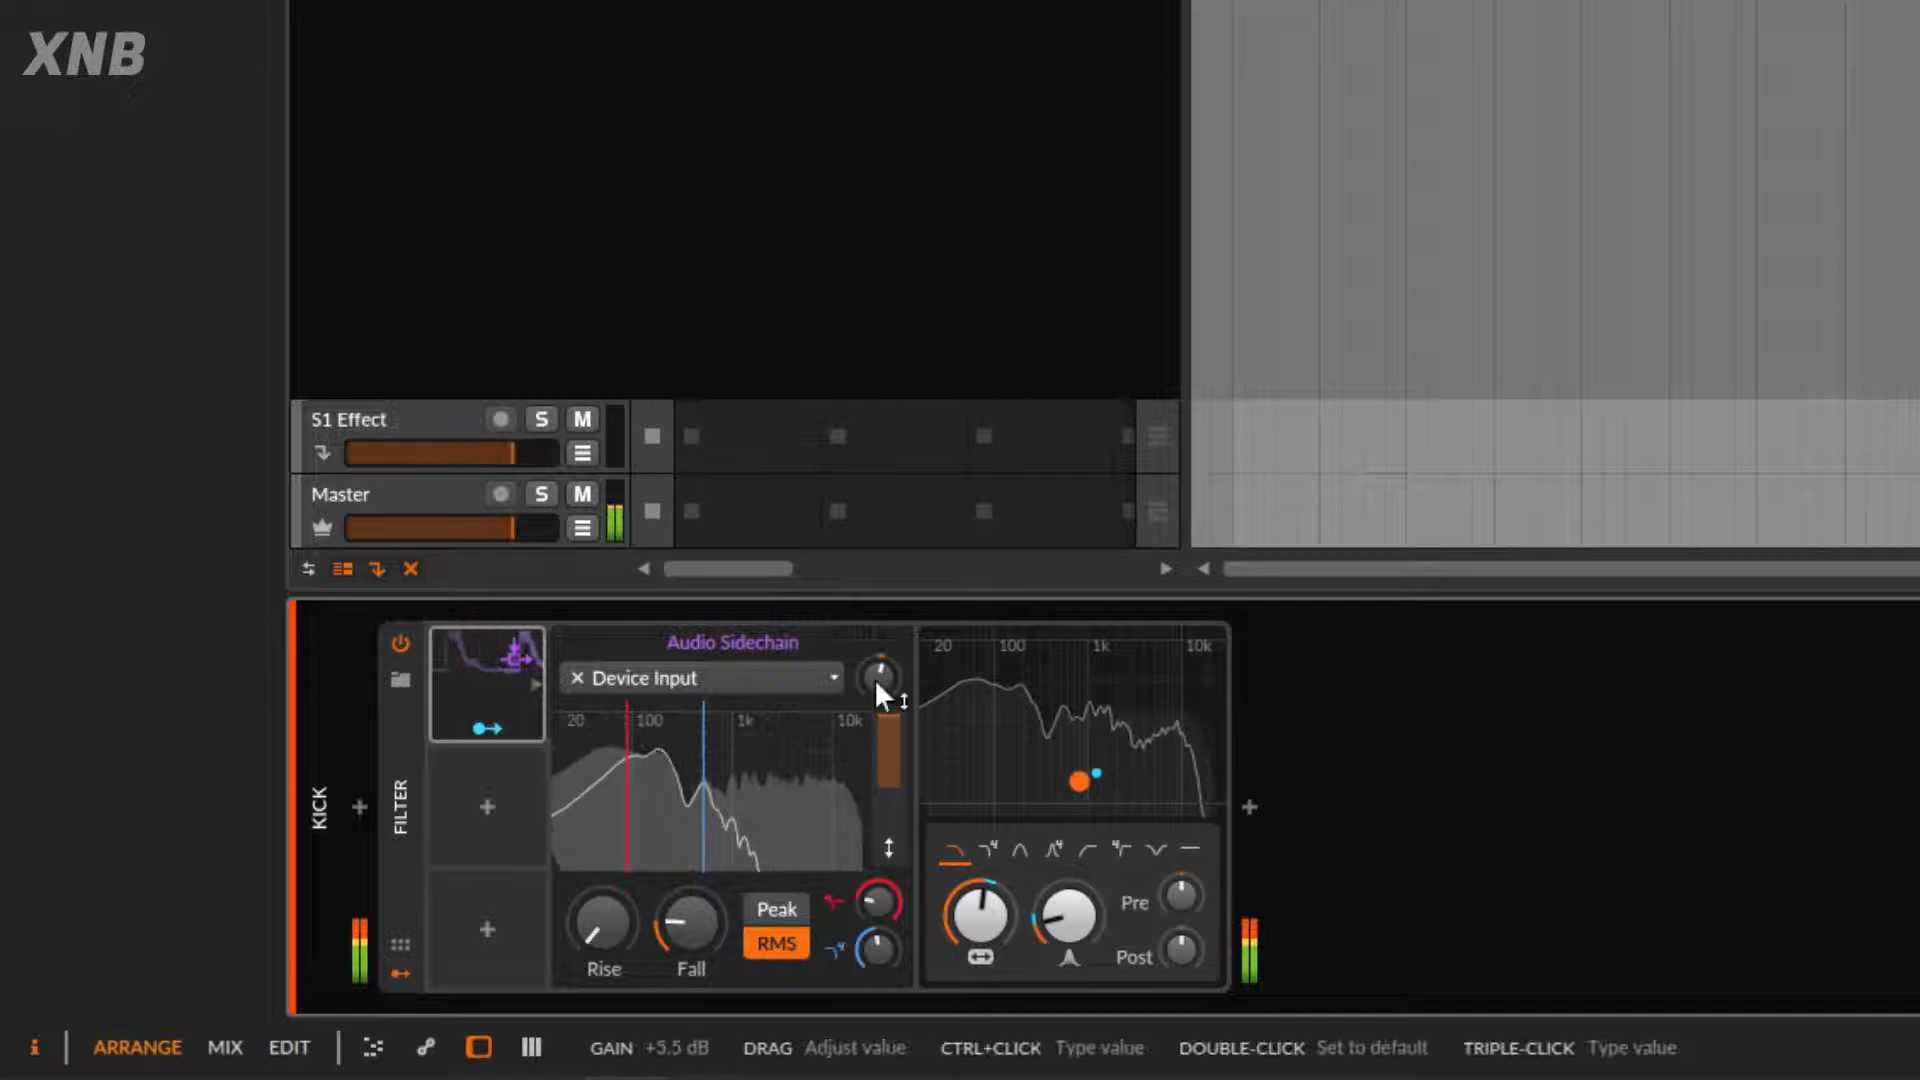 XNB
S1 Effect
S
M
Master
S
M
Audio Sidechain
Device Input
20
100
1k
10k
20
100
1k
10k
KICK
FILTER
Peak
RMS
Rise
Fall
Pre
Post
ARRANGE
MIX
EDIT
GAIN +5.5 dB
DRAG Adjust value
CTRL+CLICK Type value
DOUBLE-CLICK Set to default
TRIPLE-CLICK Type value